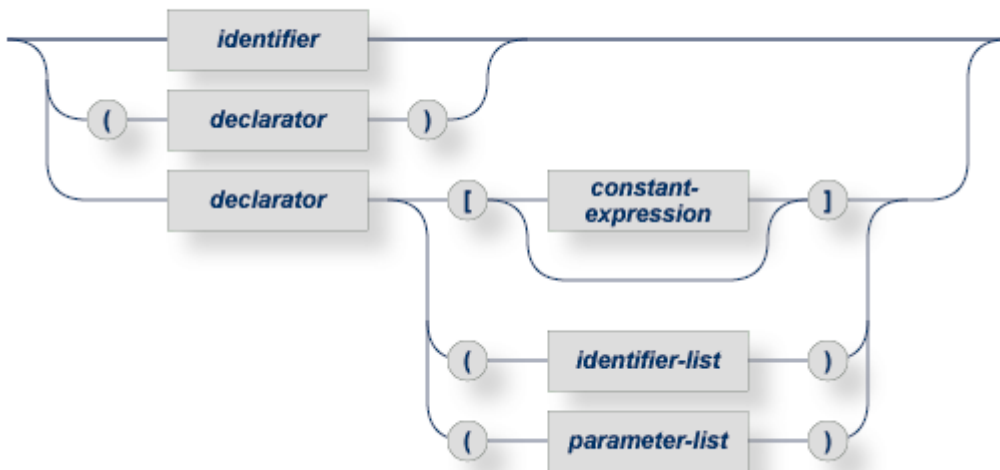 identifier
( declarator )
declarator [ constant-
expression ]
( identifier-list )
( parameter-list )